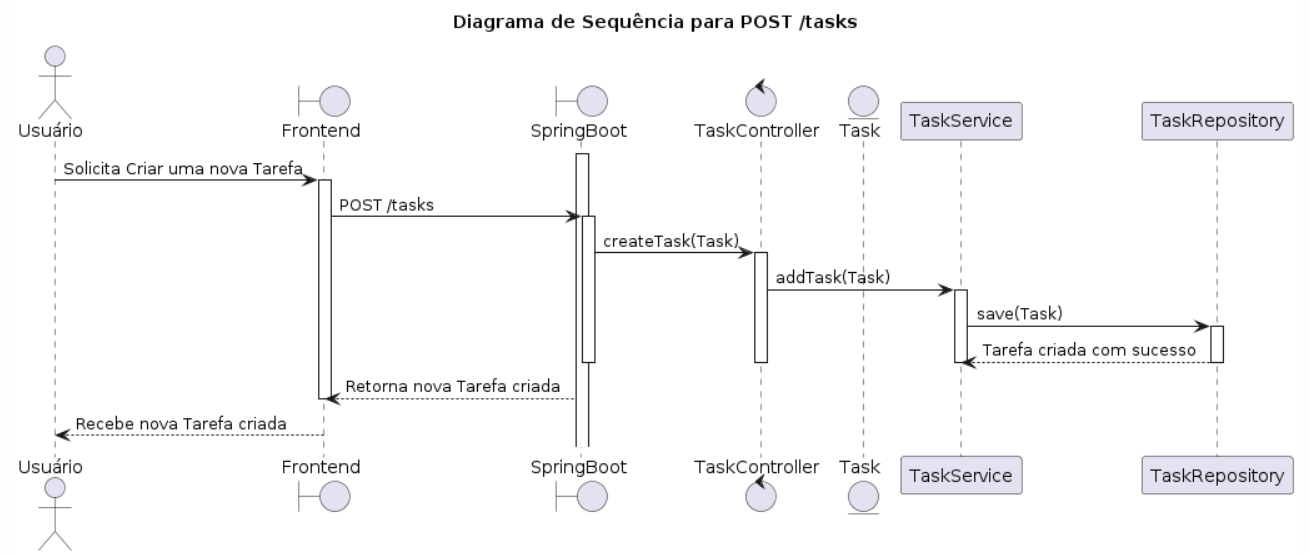 Diagrama de Sequência para POST /tasks
Usuário
Frontend
SpringBoot
TaskController
Task
TaskService
TaskRepository
Solicita Criar uma nova Tarefa
POST /tasks
createTask(Task)
addTask(Task)
save(Task)
Tarefa criada com sucesso
Retorna nova Tarefa criada
Recebe nova Tarefa criada
Usuário
Frontend
SpringBoot
TaskController
Task
TaskService
TaskRepository